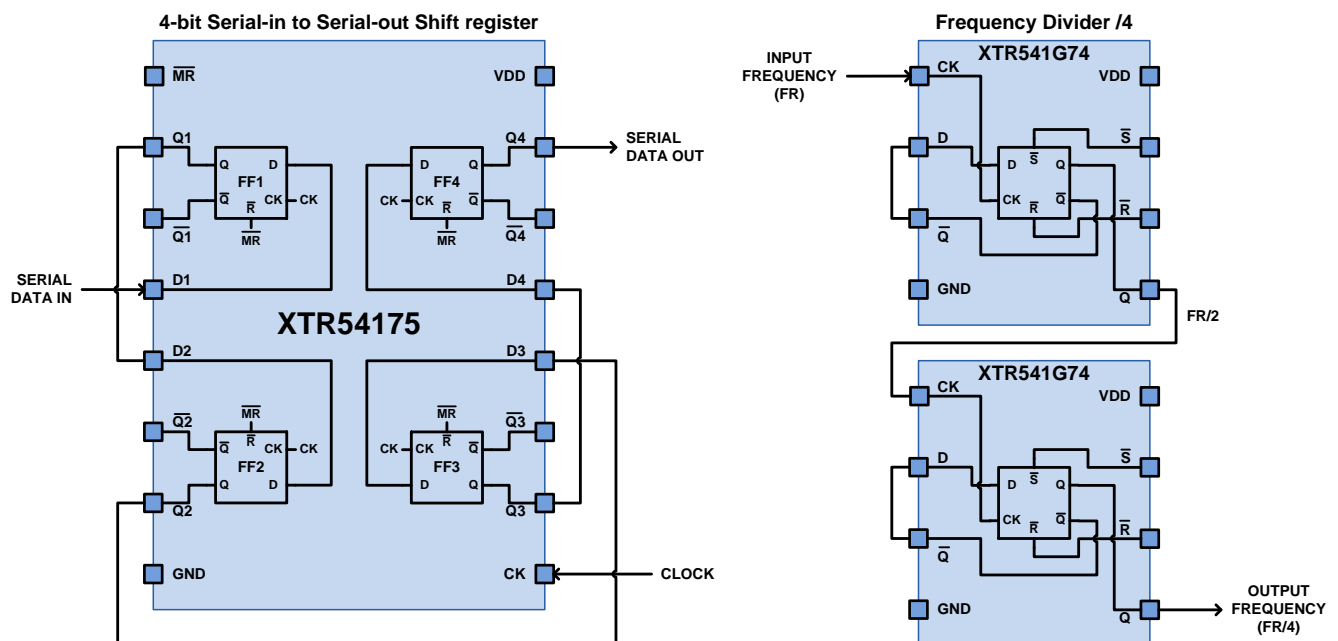 4-bit Serial-in to Serial-out Shift register
MR
VDD
Q1
Q4
SERIAL
DATA OUT
Q
D
FF1
Q
CK
CK
R
MR
D
Q
FF4
CK
CK
Q
R
MR
Q1
Q4
SERIAL
DATA IN
D1
D4
XTR54175
D2
D3
Q2
Q3
MR
R
Q
CK
CK
FF2
Q
D
MR
R
CK
CK
Q
FF3
D
Q
Q2
Q3
GND
CK
CLOCK
Frequency Divider /4
XTR541G74
INPUT
FREQUENCY
(FR)
CK
VDD
D
S
D
S
Q
CK
Q
R
R
Q
GND
Q
FR/2
XTR541G74
CK
VDD
D
S
D
S
Q
CK
Q
R
R
Q
GND
Q
OUTPUT
FREQUENCY
(FR/4)